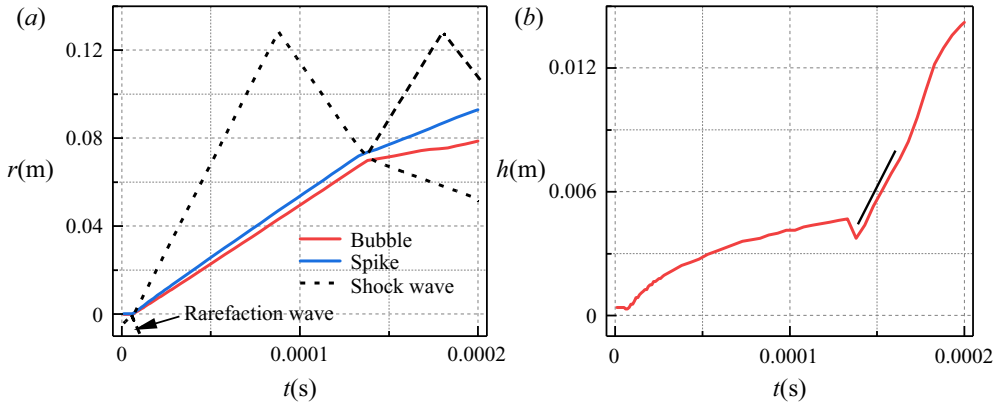 (a)
0.12
0.08
r(m)
0.04
0
Bubble
Spike
Shock wave
Rarefaction wave
0
0.0001
0.0002
t(s)
(b)
0.012
0.006
h(m)
0
0
0.0001
0.0002
t(s)